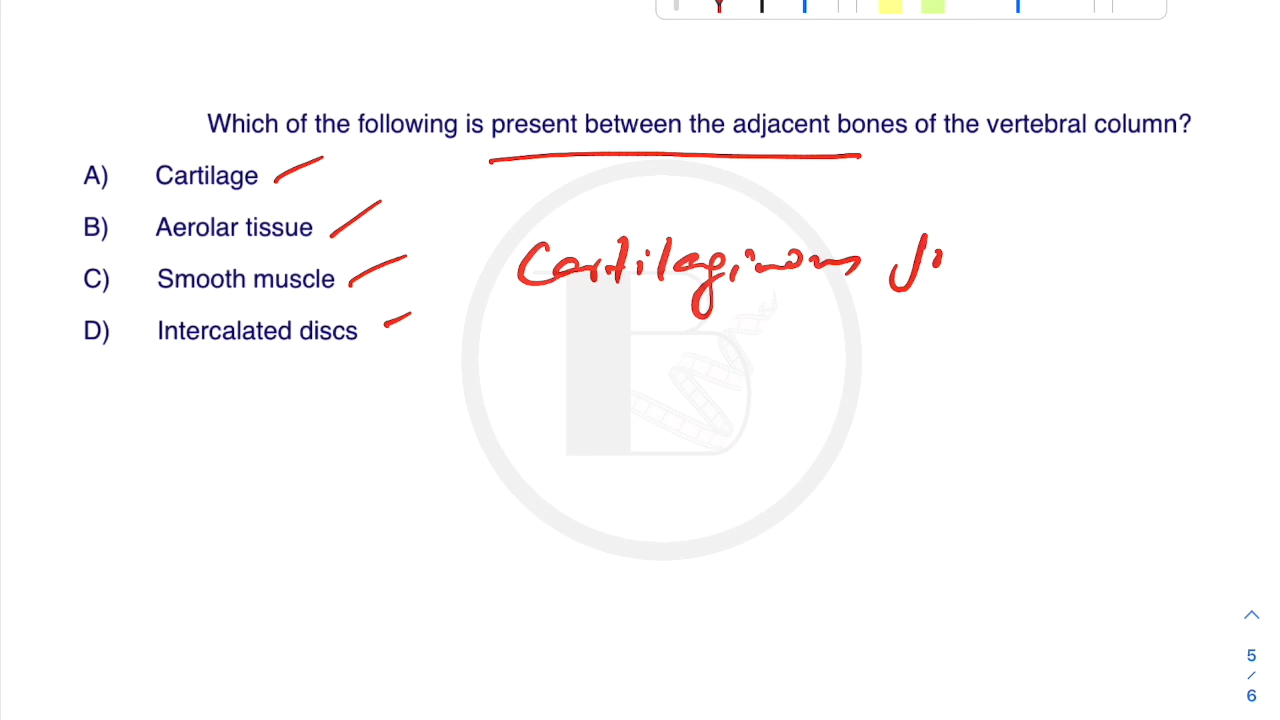 Which of the following is present between the adjacent bones of the vertebral column?
A) Cartilage
B) Aerolar tissue
C) Smooth muscle
D) Intercalated discs
Cartilaginous Jo
5
/
6